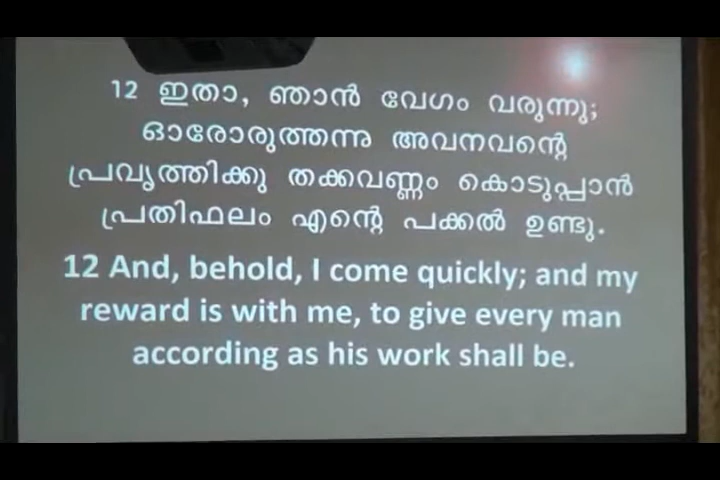 12 ഇതാ, ഞാൻ വേഗം വരുന്നു;
ഓരോരുത്തന്നു അവനവന്റെ
പ്രവൃത്തിക്കു തക്കവണ്ണം കൊടുപ്പാൻ
പ്രതിഫലം എന്റെ പക്കൽ ഉണ്ടു.
12 And, behold, I come quickly; and my
reward is with me, to give every man
according as his work shall be.